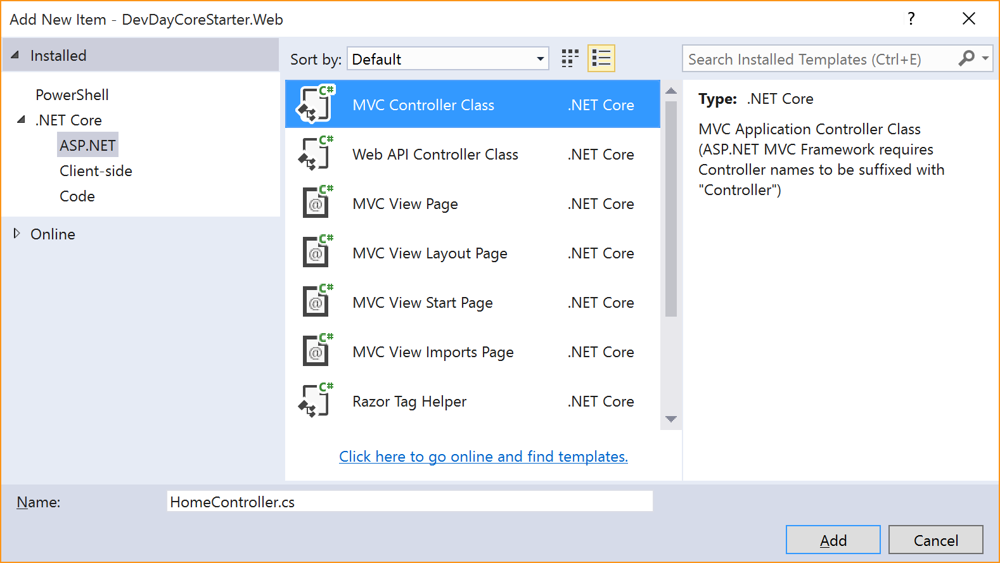 Add New Item - DevDayCoreStarter.Web
?
Installed
PowerShell
.NET Core
ASP.NET
Client-side
Code
Online
Sort by:
Default
Search Installed Templates (Ctrl+E)
C#
MVC Controller Class
.NET Core
C#
Web API Controller Class
.NET Core
C#
@
MVC View Page
.NET Core
C#
@
MVC View Layout Page
.NET Core
C#
@
MVC View Start Page
.NET Core
C#
@
MVC View Imports Page
.NET Core
C#
Razor Tag Helper
.NET Core
Click here to go online and find templates.
Type: .NET Core
MVC Application Controller Class
(ASP.NET MVC Framework requires
Controller names to be suffixed with
"Controller")
Name:
HomeController.cs
Add
Cancel